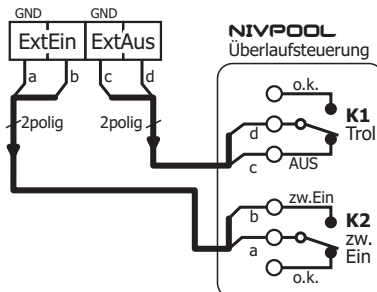 GND GND
ExtEin ExtAus
a b c d
2polig 2polig
NIVPOOL
Überlaufsteuerung
o.k.
K1
d
Trol
c
AUS
zw.Ein
b
K2
a
zw.
Ein
o.k.